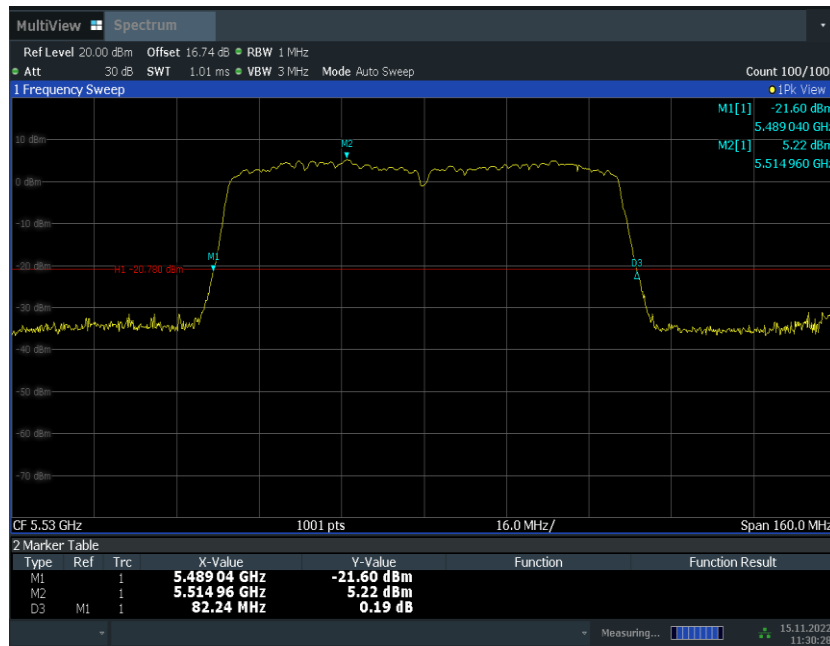 MultiView Spectrum
Ref Level 20.00 dBm Offset 16.74 dB RBW 1 MHz
Att 30 dB SWT 1.01 ms VBW 3 MHz Mode Auto Sweep Count 100/100
1 Frequency Sweep 1Pk View
M1[1] -21.60 dBm
5.489 040 GHz
10 dBm
M2
M2[1] 5.22 dBm
5.514 960 GHz
0 dBm
-10 dBm
M1
-20 dBm
H1 -20.780 dBm
D3
-30 dBm
-40 dBm
-50 dBm
-60 dBm
-70 dBm
CF 5.53 GHz 1001 pts 16.0 MHz/ Span 160.0 MHz
2 Marker Table
Type Ref Trc X-Value Y-Value Function Function Result
M1 1 5.489 04 GHz -21.60 dBm
M2 1 5.514 96 GHz 5.22 dBm
D3 M1 1 82.24 MHz 0.19 dB
Measuring... 15.11.2022
11:30:28